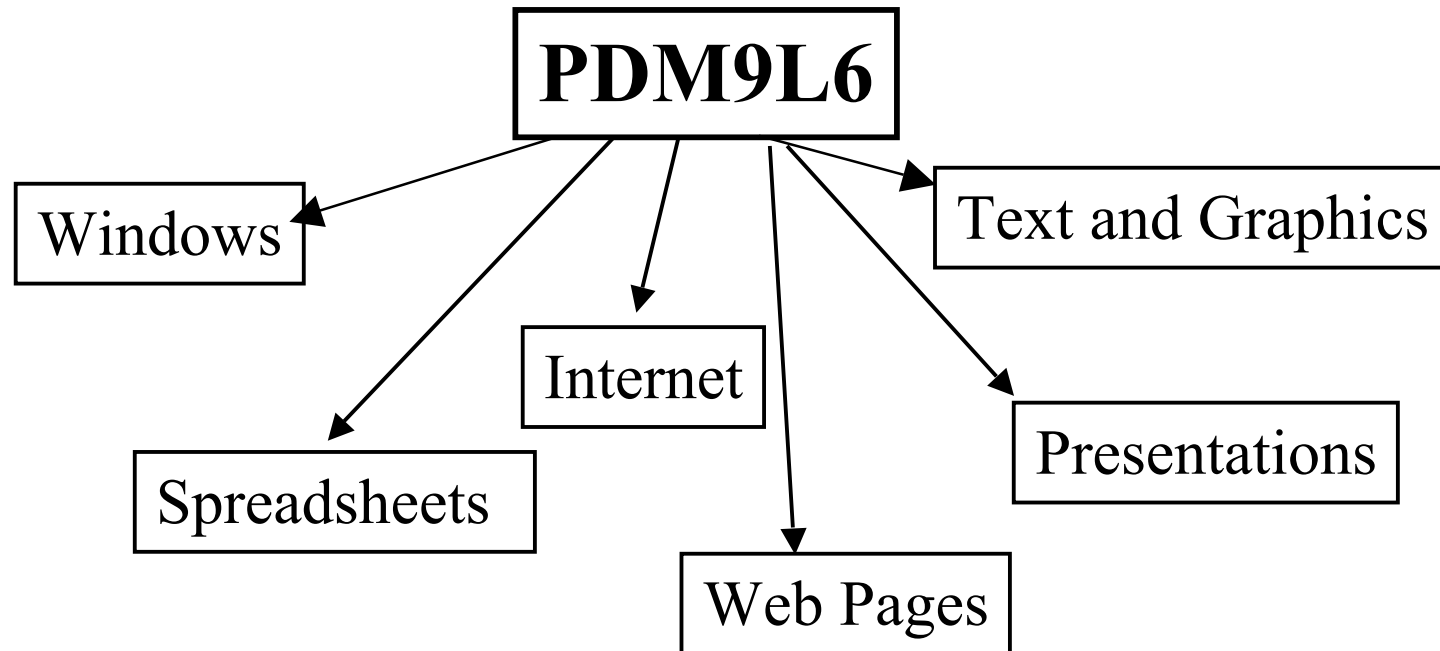 PDM9L6
Windows
Text and Graphics
Internet
Presentations
Spreadsheets
Web Pages